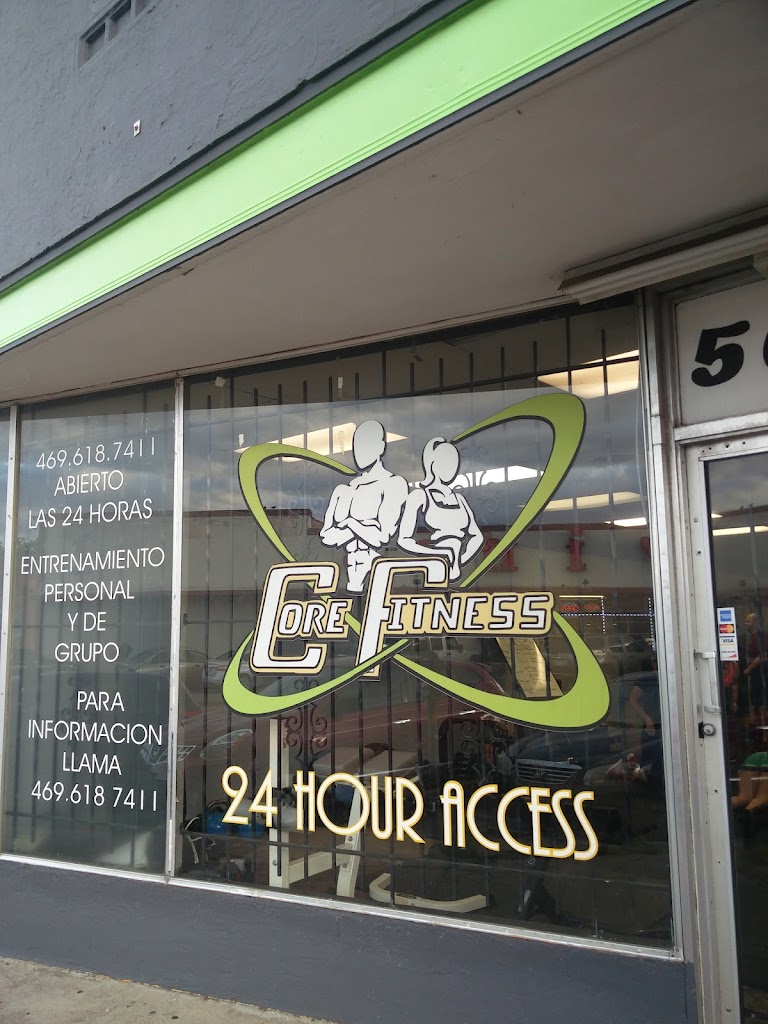 469.618.7411
ABIERTO
LAS 24 HORAS
ENTRENAMIENTO
PERSONAL
Y DE
GRUPO
PARA
INFORMACION
LLAMA
469.618 7411
CORE FITNESS
24 HOUR ACCESS
VISA